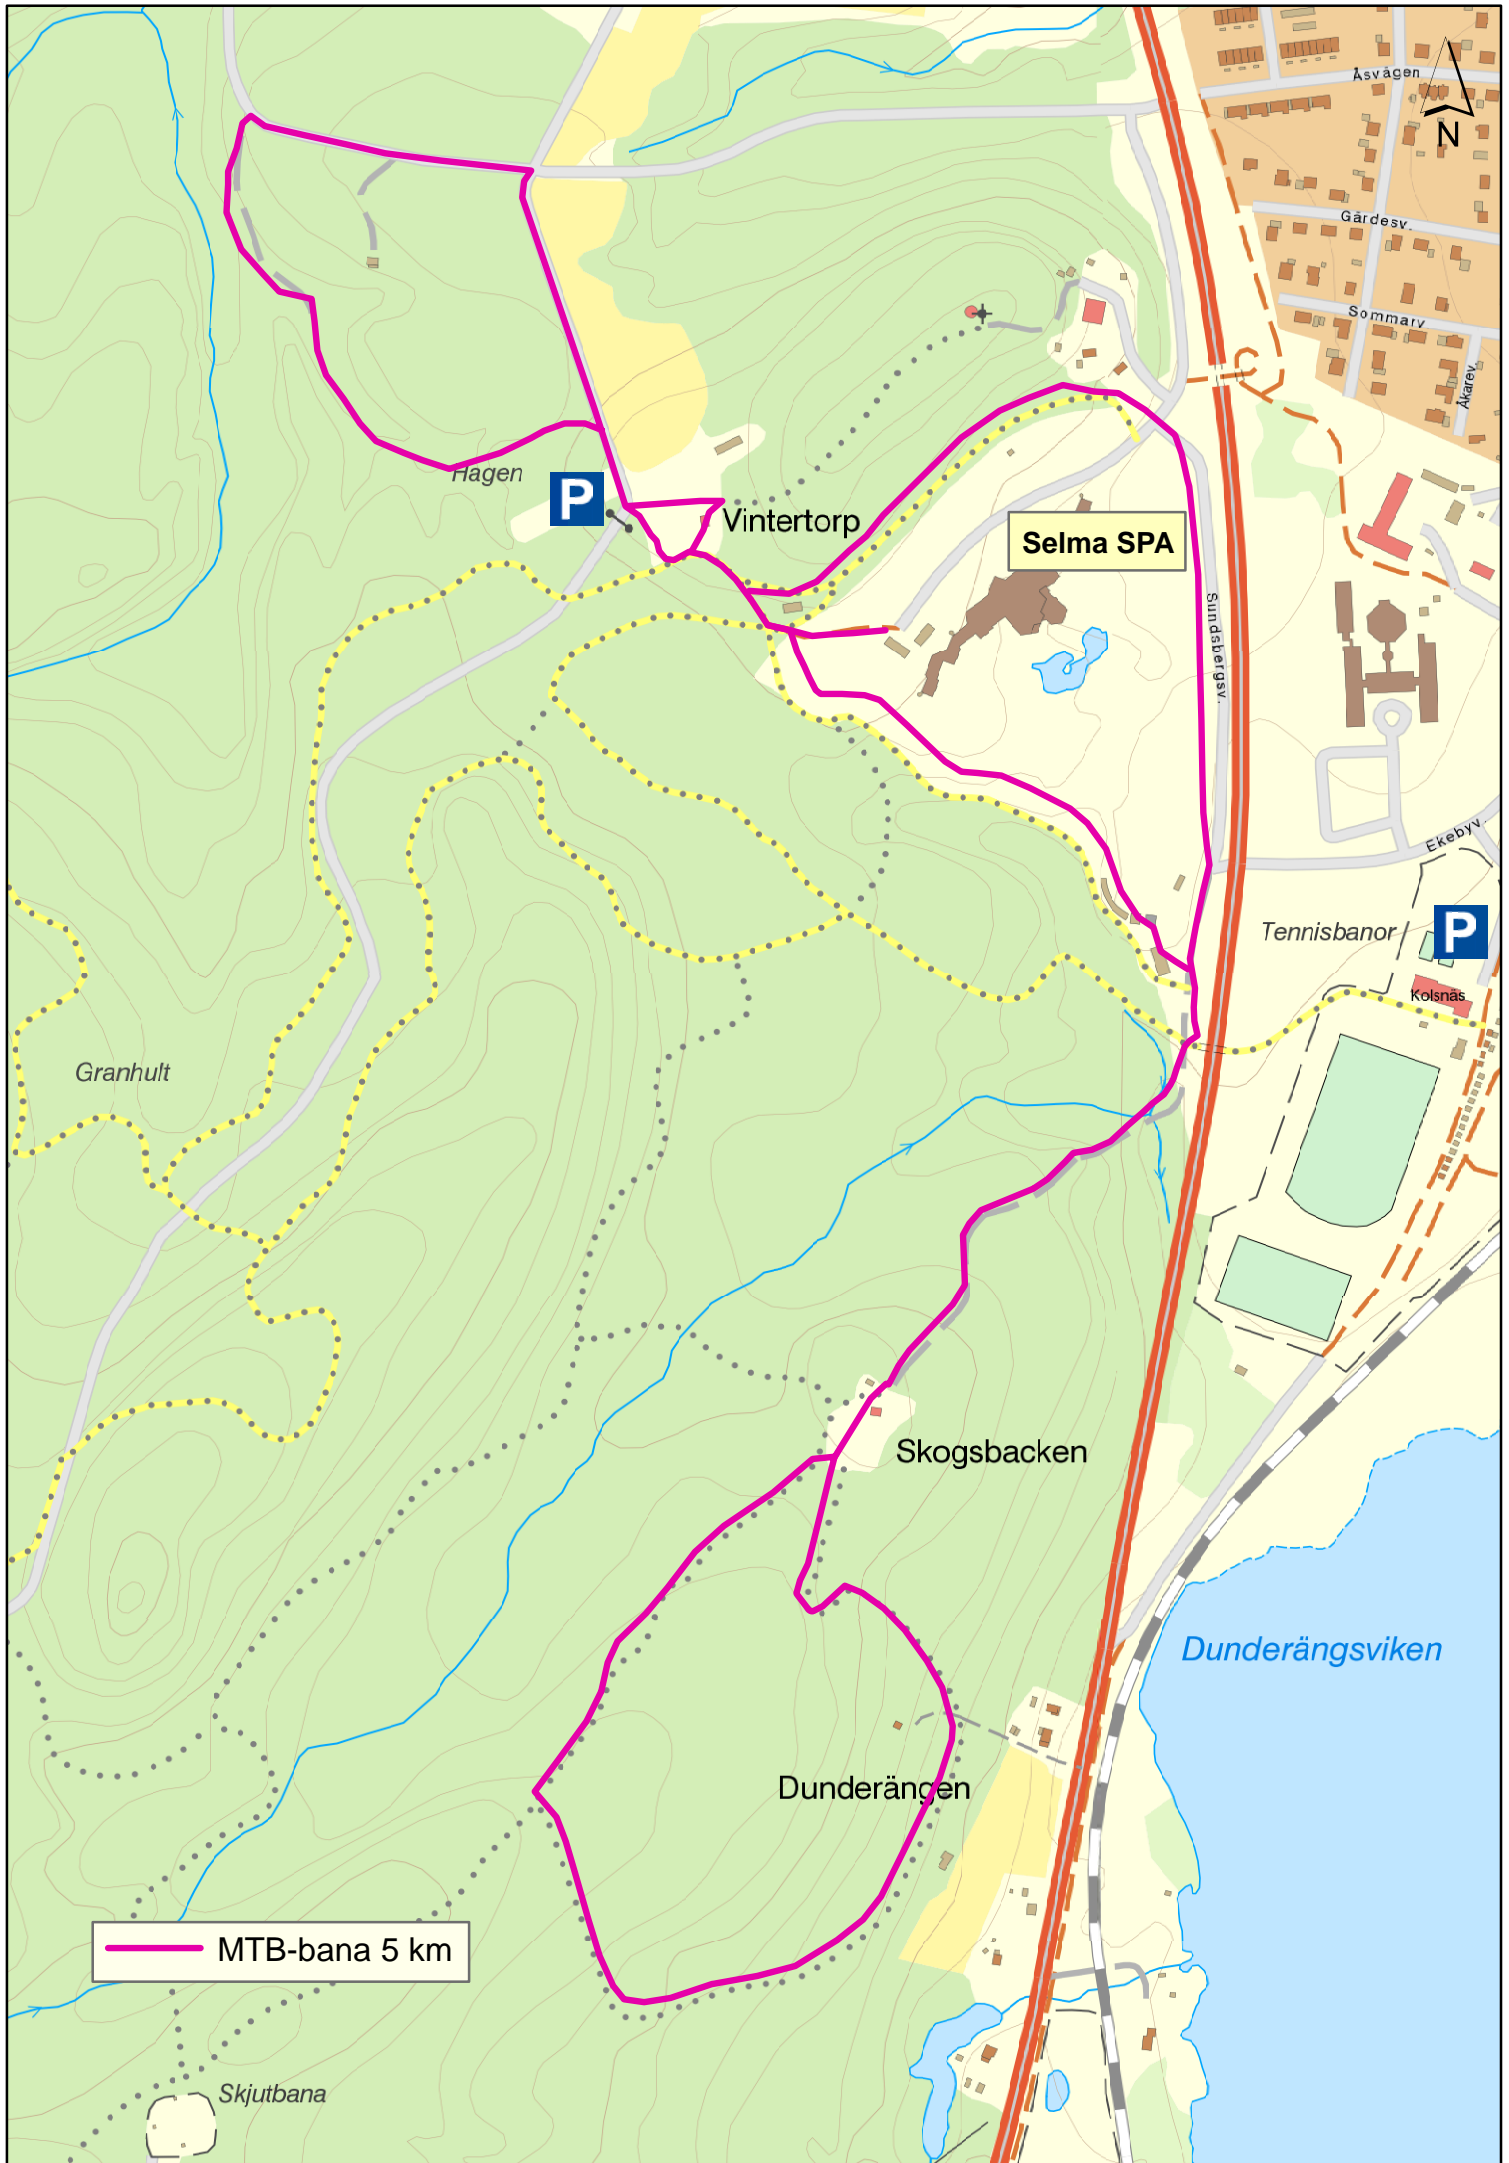 Åsvägen
N
Gärdesv.
Sommarv
Åkarev.
Hagen
P
Vintertorp
Selma SPA
Sundsbergsv.
Ekebyv.
Tennisbanor
P
Kolsnäs
Granhult
Skogsbacken
Dunderängsviken
Dunderängen
MTB-bana 5 km
Skjutbana